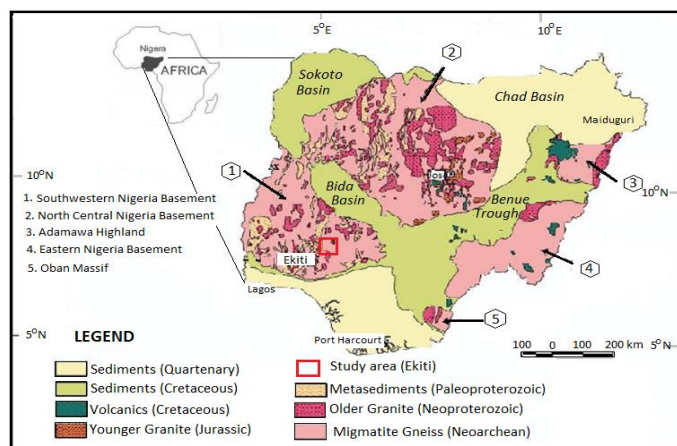 5°E
10°E
Nigera
AFRICA
2
Sokoto
Basin
Chad Basin
Maiduguri
10°N
1
Jos
3
10°N
Bida
Basin
Benue
Trough
1. Southwestern Nigeria Basement
2. North Central Nigeria Basement
3. Adamawa Highland
4. Eastern Nigeria Basement
5. Oban Massif
4
Ekiti
Lagos
5
5°N
LEGEND
Port Harcourt
100 0 100 200 km
5°N
Sediments (Quartenary)
Study area (Ekiti)
Sediments (Cretaceous)
Metasediments (Paleoproterozoic)
Volcanics (Cretaceous)
Older Granite (Neoproterozoic)
Younger Granite (Jurassic)
Migmatite Gneiss (Neoarchean)